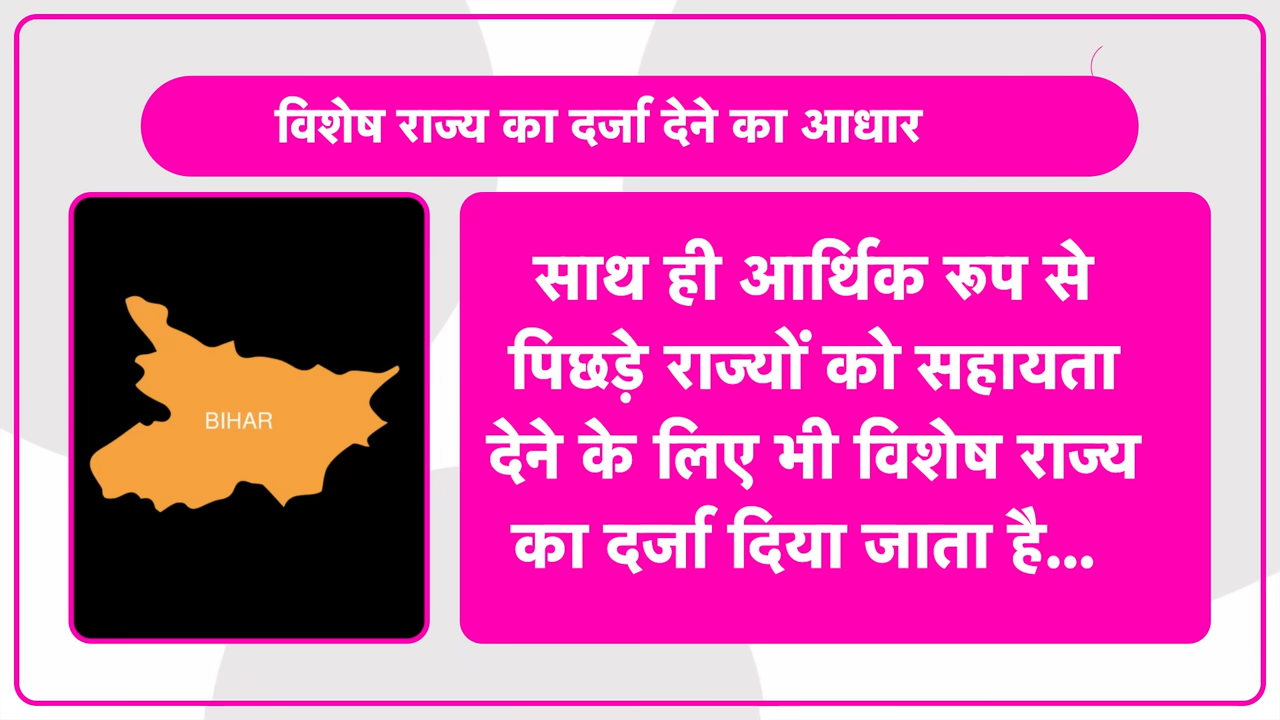 विशेष राज्य का दर्जा देने का आधार
BIHAR
साथ ही आर्थिक रूप से
पिछड़े राज्यों को सहायता
देने के लिए भी विशेष राज्य
का दर्जा दिया जाता है...